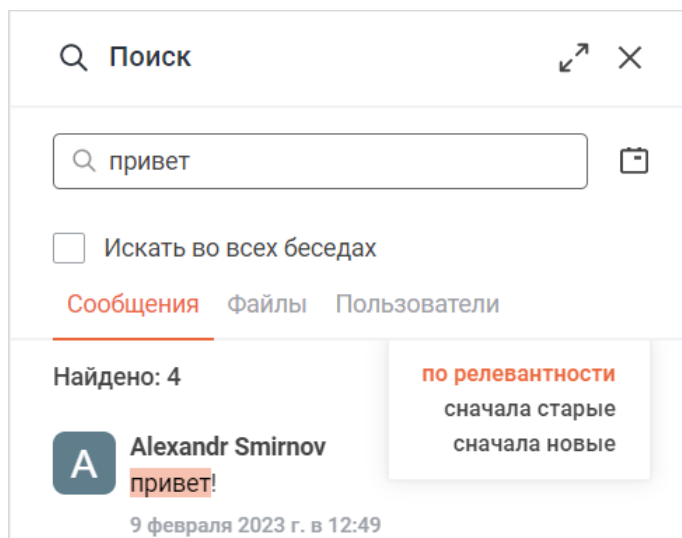 Поиск
привет
Искать во всех беседах
Сообщения Файлы Пользователи
Найдено: 4
по релевантности
сначала старые
сначала новые
A
Alexandr Smirnov
привет!
9 февраля 2023 г. в 12:49